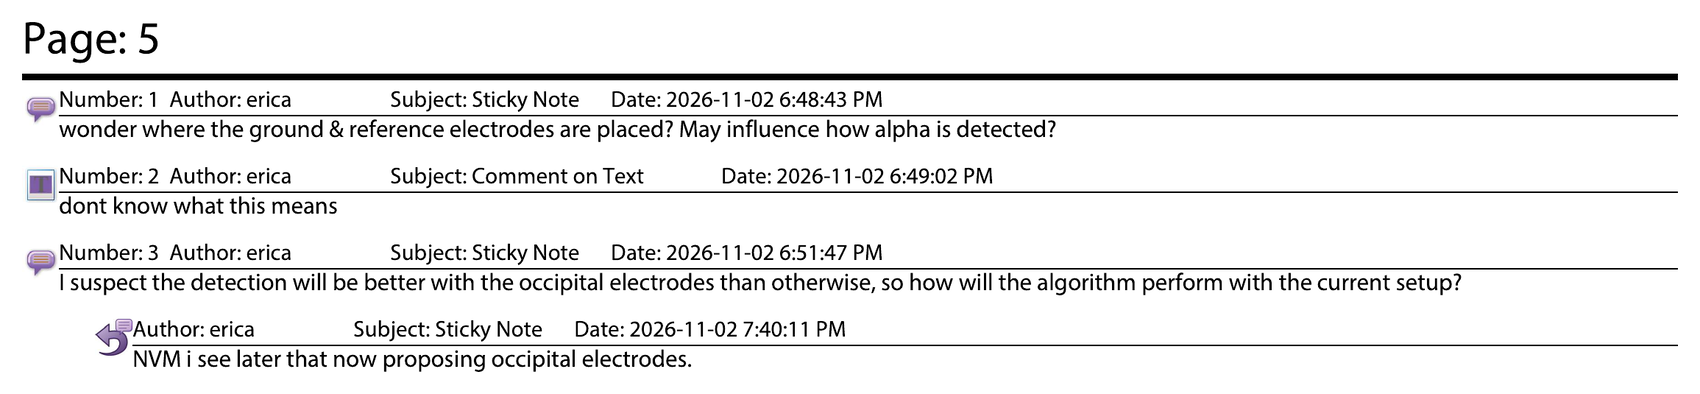 Page: 5
Number: 1 Author: erica Subject: Sticky Note Date: 2026-11-02 6:48:43 PM
wonder where the ground & reference electrodes are placed? May influence how alpha is detected?
Number: 2 Author: erica Subject: Comment on Text Date: 2026-11-02 6:49:02 PM
dont know what this means
Number: 3 Author: erica Subject: Sticky Note Date: 2026-11-02 6:51:47 PM
I suspect the detection will be better with the occipital electrodes than otherwise, so how will the algorithm perform with the current setup?
Author: erica Subject: Sticky Note Date: 2026-11-02 7:40:11 PM
NVM i see later that now proposing occipital electrodes.